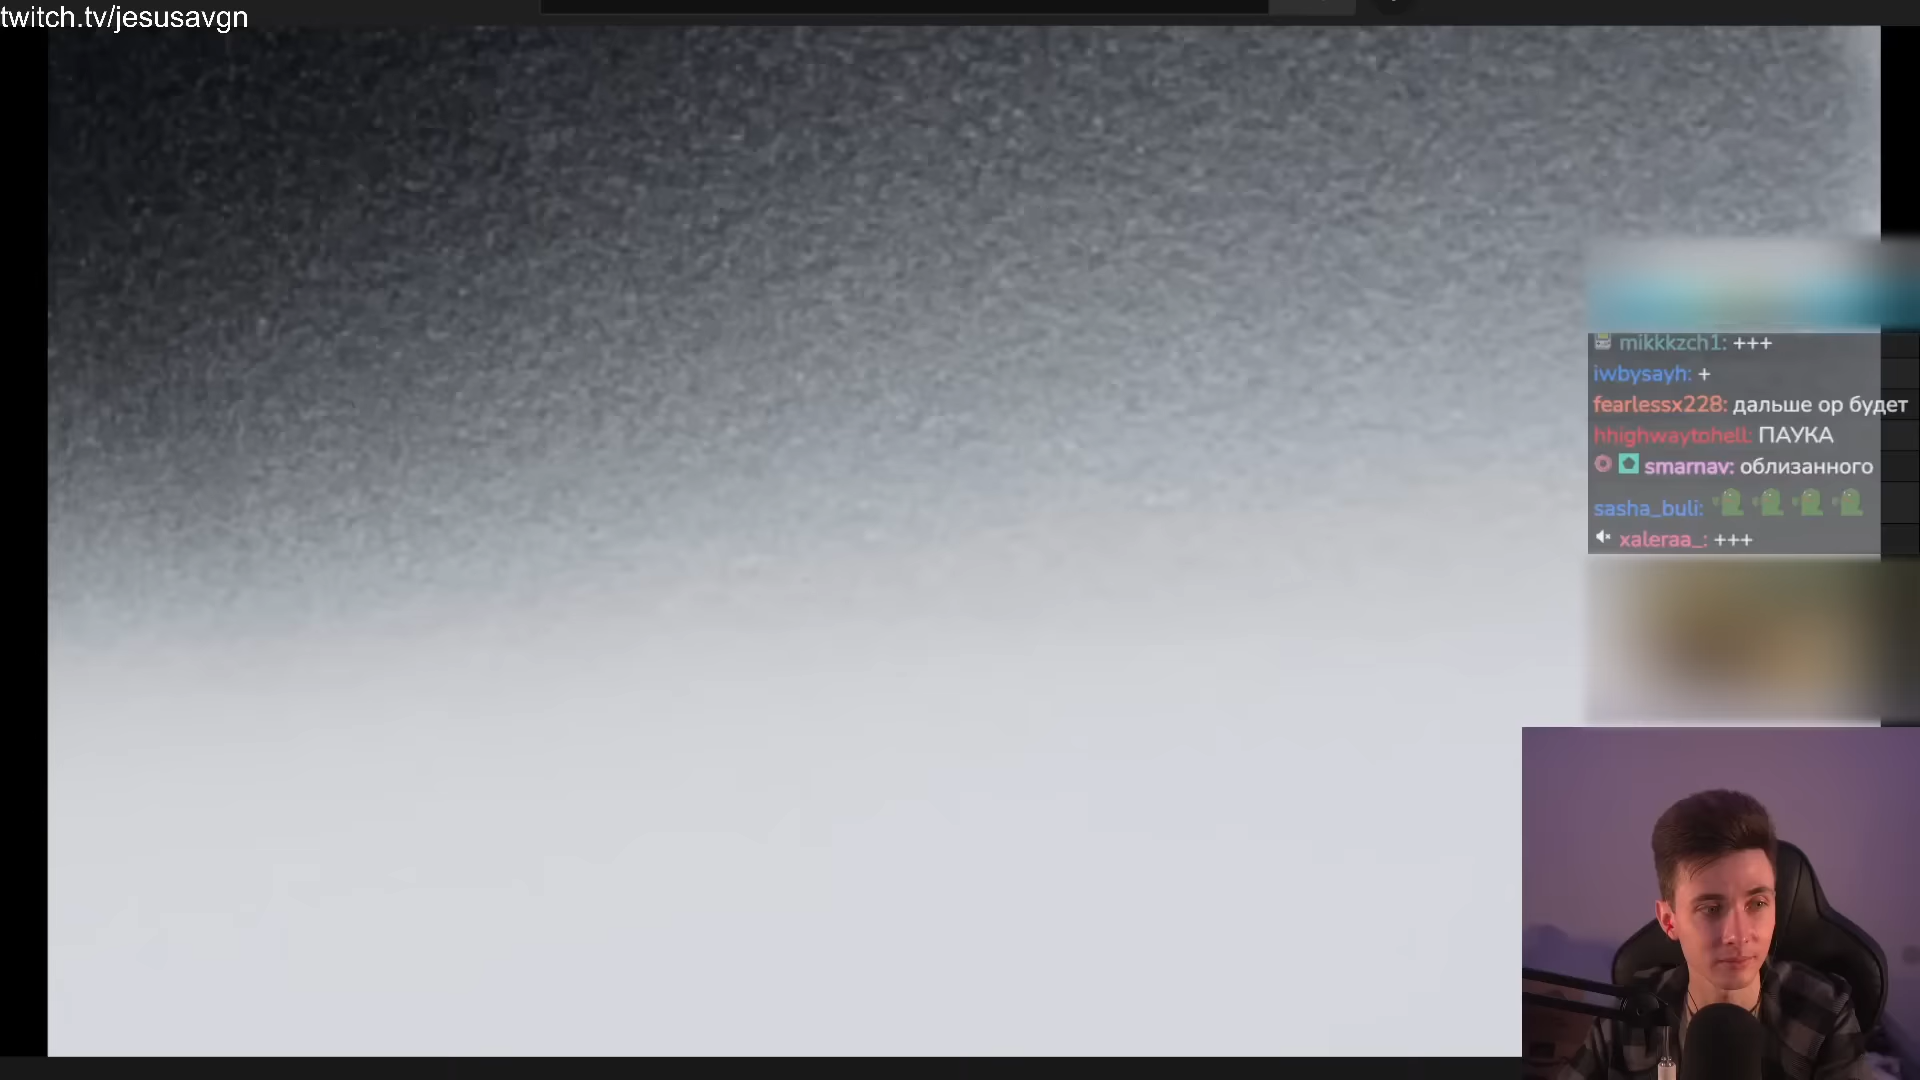 twitch.tv/jesusavgn
mikkkzch1: +++
iwbysayh: +
fearlessx228: дальше ор будет
hhighwaytohell: ПАУКА
smarnav: облизанного
sasha_buli:
xaleraa_: +++